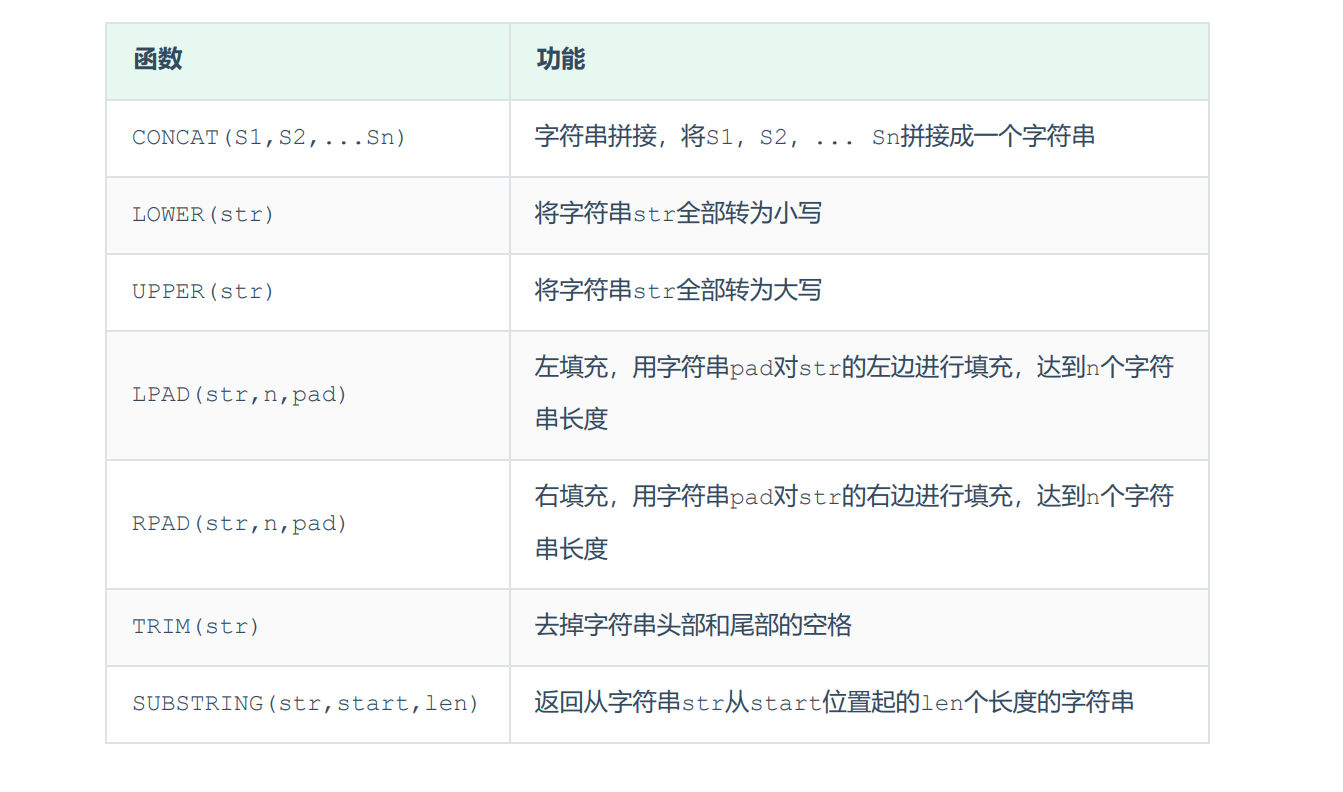 函数 功能
CONCAT(S1,S2,...Sn) 字符串拼接，将S1，S2，... Sn拼接成一个字符串
LOWER(str) 将字符串str全部转为小写
UPPER(str) 将字符串str全部转为大写
LPAD(str,n,pad) 左填充，用字符串pad对str的左边进行填充，达到n个字符
串长度
RPAD(str,n,pad) 右填充，用字符串pad对str的右边进行填充，达到n个字符
串长度
TRIM(str) 去掉字符串头部和尾部的空格
SUBSTRING(str,start,len) 返回从字符串str从start位置起的len个长度的字符串